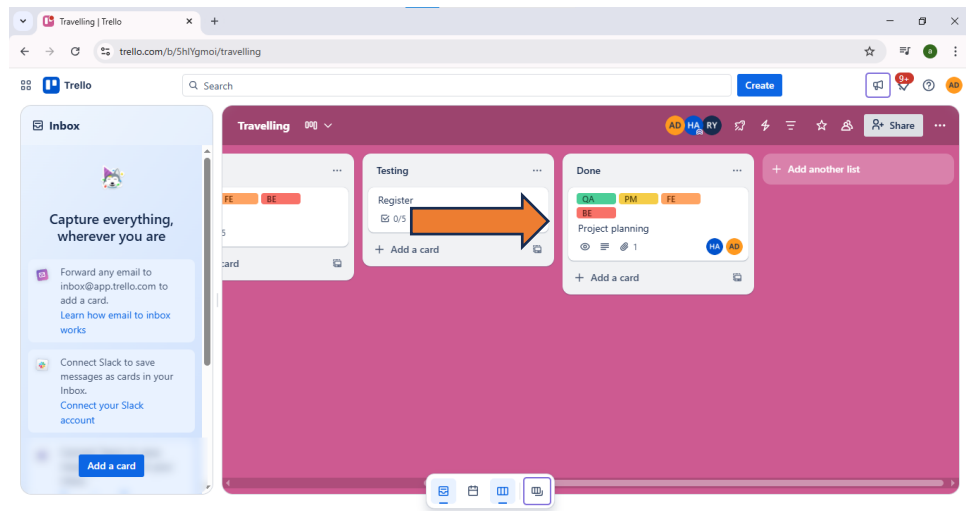 Travelling | Trello
trello.com/b/5hlYgmoi/travelling
a
Trello
Search
Create
9+
AD
Inbox
Capture everything,
wherever you are
Forward any email to
inbox@app.trello.com to
add a card.
Learn how email to inbox
works
Connect Slack to save
messages as cards in your
Inbox.
Connect your Slack
account
Add a card
Travelling
AD HA RY
Share
FE BE
5
card
Testing
Register
0/5
+ Add a card
Done
QA PM FE
BE
Project planning
1
HA AD
+ Add a card
+ Add another list